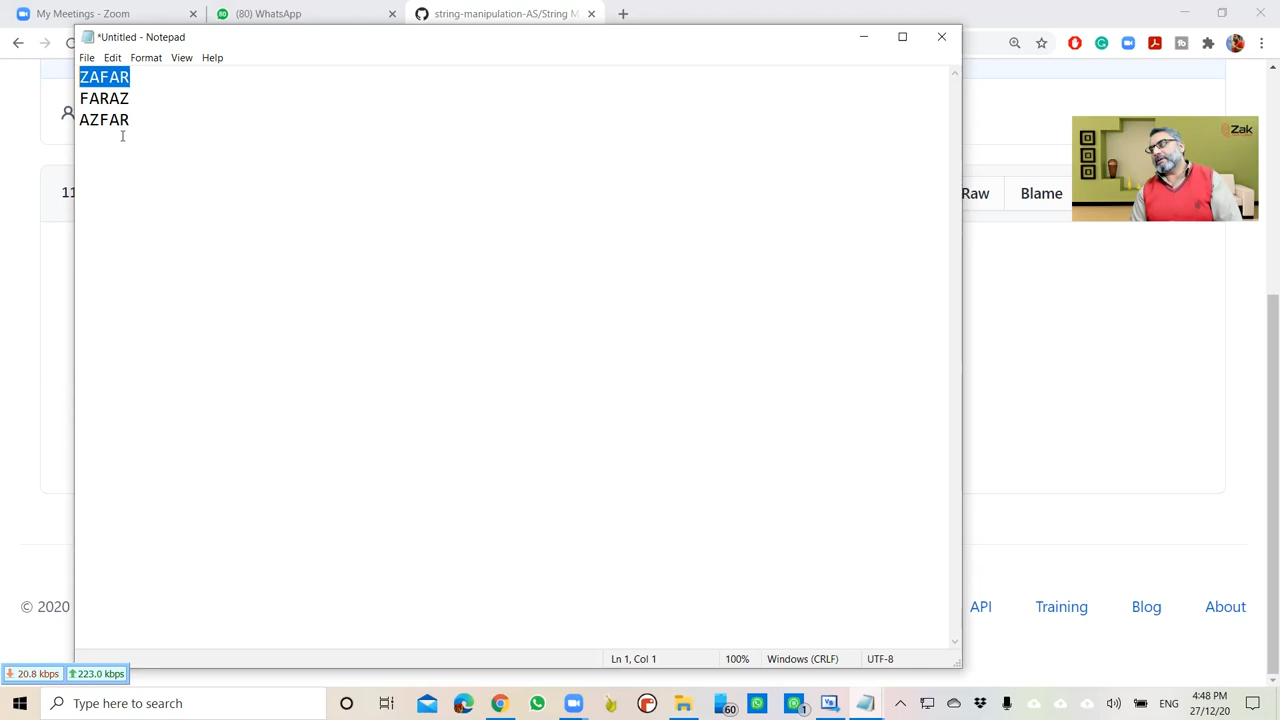 My Meetings - Zoom
(80) WhatsApp
string-manipulation-AS/String M
*Untitled - Notepad
File Edit Format View Help
ZAFAR
FARAZ
AZFAR
Zak
11
Raw
Blame
© 2020
API
Training
Blog
About
Ln 1, Col 1
100%
Windows (CRLF)
UTF-8
20.8 kbps
223.0 kbps
Type here to search
60
1
ENG
4:48 PM
27/12/20